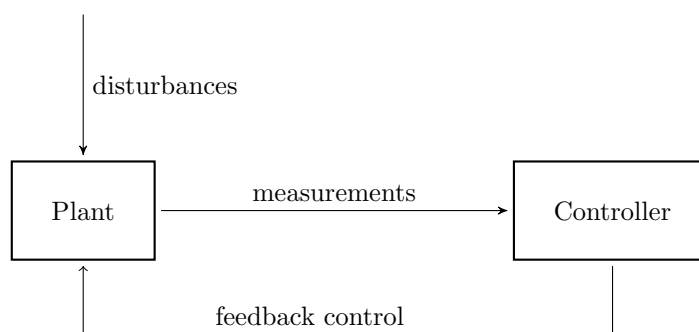 disturbances
measurements
Plant
Controller
feedback control